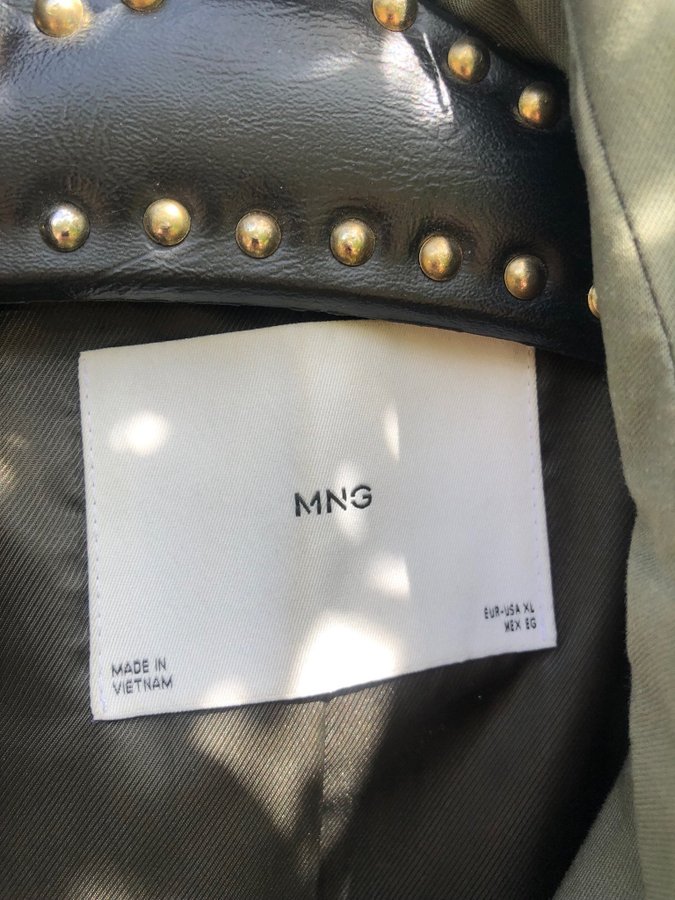 MNG
MADE IN
VIETNAM
EUR-USA XL
MEX EG